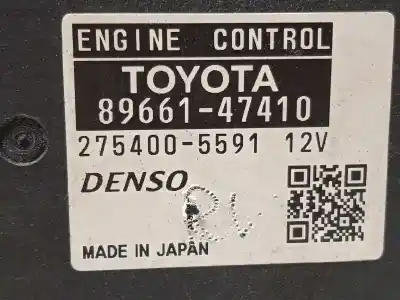 ENGINE CONTROL
TOYOTA
89661-47410
275400-5591 12V
DENSO
MADE IN JAPAN